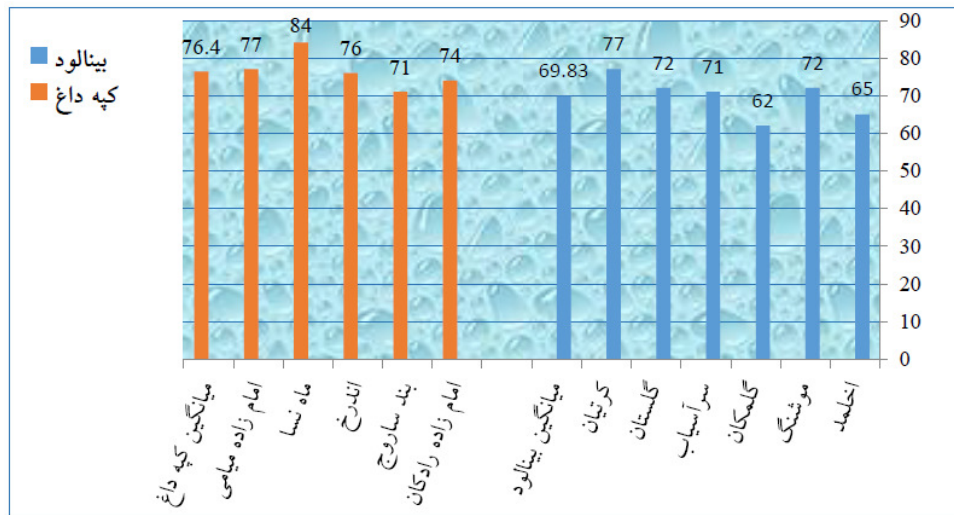 بینالود
کپه داغ
90
80
70
60
50
40
30
20
10
0
65
72
62
71
72
77
69.83
74
71
76
84
77
76.4
اخلمد
موشنگ
گلمکان
سرآسیاب
گلستان
کرتیان
میانگین بینالود
امام زاده رادکان
بند ساروج
اندرخ
ماه نسا
امام زاده میامی
میانگین کپه داغ